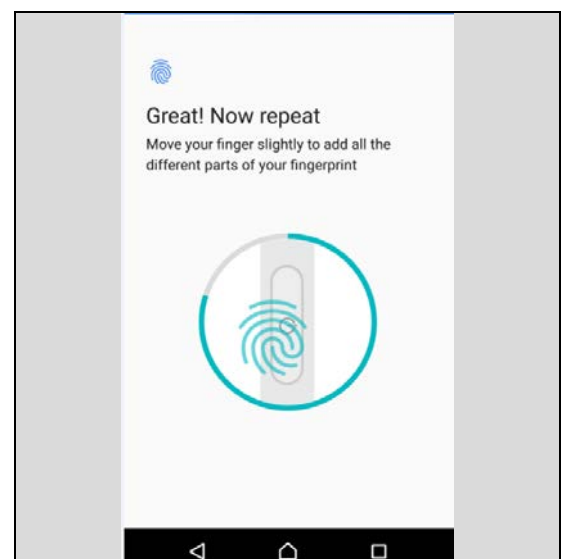 Great! Now repeat
Move your finger slightly to add all the
different parts of your fingerprint